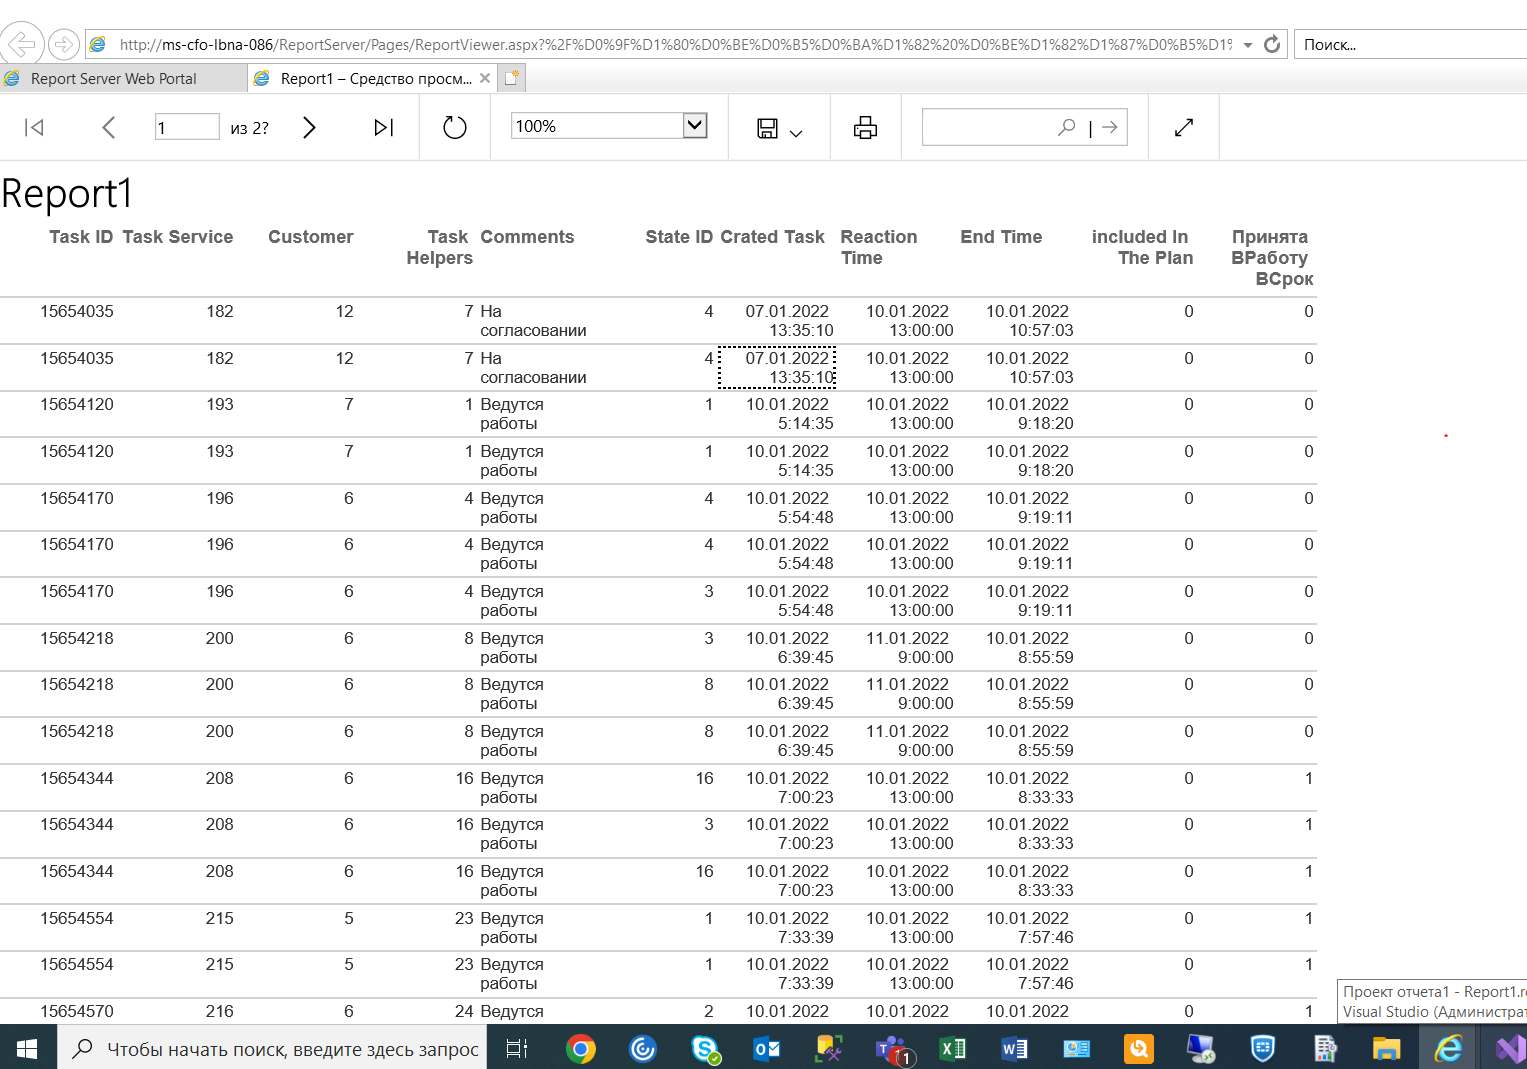 http://ms-cfo-lbna-086/ReportServer/Pages/ReportViewer.aspx?%2F%D0%9F%D1%80%D0%BE%D0%B5%D0%BA%D1%82%20%D0%BE%D1%82%D1%87%D0%B5%D1%
Поиск...
Report Server Web Portal
Report1 – Средство просм...
1 из 2?
100%
Report1
Task ID Task Service Customer Task Helpers Comments State ID Crated Task Reaction Time End Time included In The Plan Принята ВРаботу ВСрок
15654035 182 12 7 На согласовании 4 07.01.2022 13:35:10 10.01.2022 13:00:00 10.01.2022 10:57:03 0 0
15654035 182 12 7 На согласовании 4 07.01.2022 13:35:10 10.01.2022 13:00:00 10.01.2022 10:57:03 0 0
15654120 193 7 1 Ведутся работы 1 10.01.2022 5:14:35 10.01.2022 13:00:00 10.01.2022 9:18:20 0 0
15654120 193 7 1 Ведутся работы 1 10.01.2022 5:14:35 10.01.2022 13:00:00 10.01.2022 9:18:20 0 0
15654170 196 6 4 Ведутся работы 4 10.01.2022 5:54:48 10.01.2022 13:00:00 10.01.2022 9:19:11 0 0
15654170 196 6 4 Ведутся работы 4 10.01.2022 5:54:48 10.01.2022 13:00:00 10.01.2022 9:19:11 0 0
15654170 196 6 4 Ведутся работы 3 10.01.2022 5:54:48 10.01.2022 13:00:00 10.01.2022 9:19:11 0 0
15654218 200 6 8 Ведутся работы 3 10.01.2022 6:39:45 11.01.2022 9:00:00 10.01.2022 8:55:59 0 0
15654218 200 6 8 Ведутся работы 8 10.01.2022 6:39:45 11.01.2022 9:00:00 10.01.2022 8:55:59 0 0
15654218 200 6 8 Ведутся работы 8 10.01.2022 6:39:45 11.01.2022 9:00:00 10.01.2022 8:55:59 0 0
15654344 208 6 16 Ведутся работы 16 10.01.2022 7:00:23 10.01.2022 13:00:00 10.01.2022 8:33:33 0 1
15654344 208 6 16 Ведутся работы 3 10.01.2022 7:00:23 10.01.2022 13:00:00 10.01.2022 8:33:33 0 1
15654344 208 6 16 Ведутся работы 16 10.01.2022 7:00:23 10.01.2022 13:00:00 10.01.2022 8:33:33 0 1
15654554 215 5 23 Ведутся работы 1 10.01.2022 7:33:39 10.01.2022 13:00:00 10.01.2022 7:57:46 0 1
15654554 215 5 23 Ведутся работы 1 10.01.2022 7:33:39 10.01.2022 13:00:00 10.01.2022 7:57:46 0 1
15654570 216 6 24 Ведутся 2 10.01.2022 10.01.2022 10.01.2022 0 1
Проект отчета1 - Report1.r
Visual Studio (Администрат
Чтобы начать поиск, введите здесь запрос
1